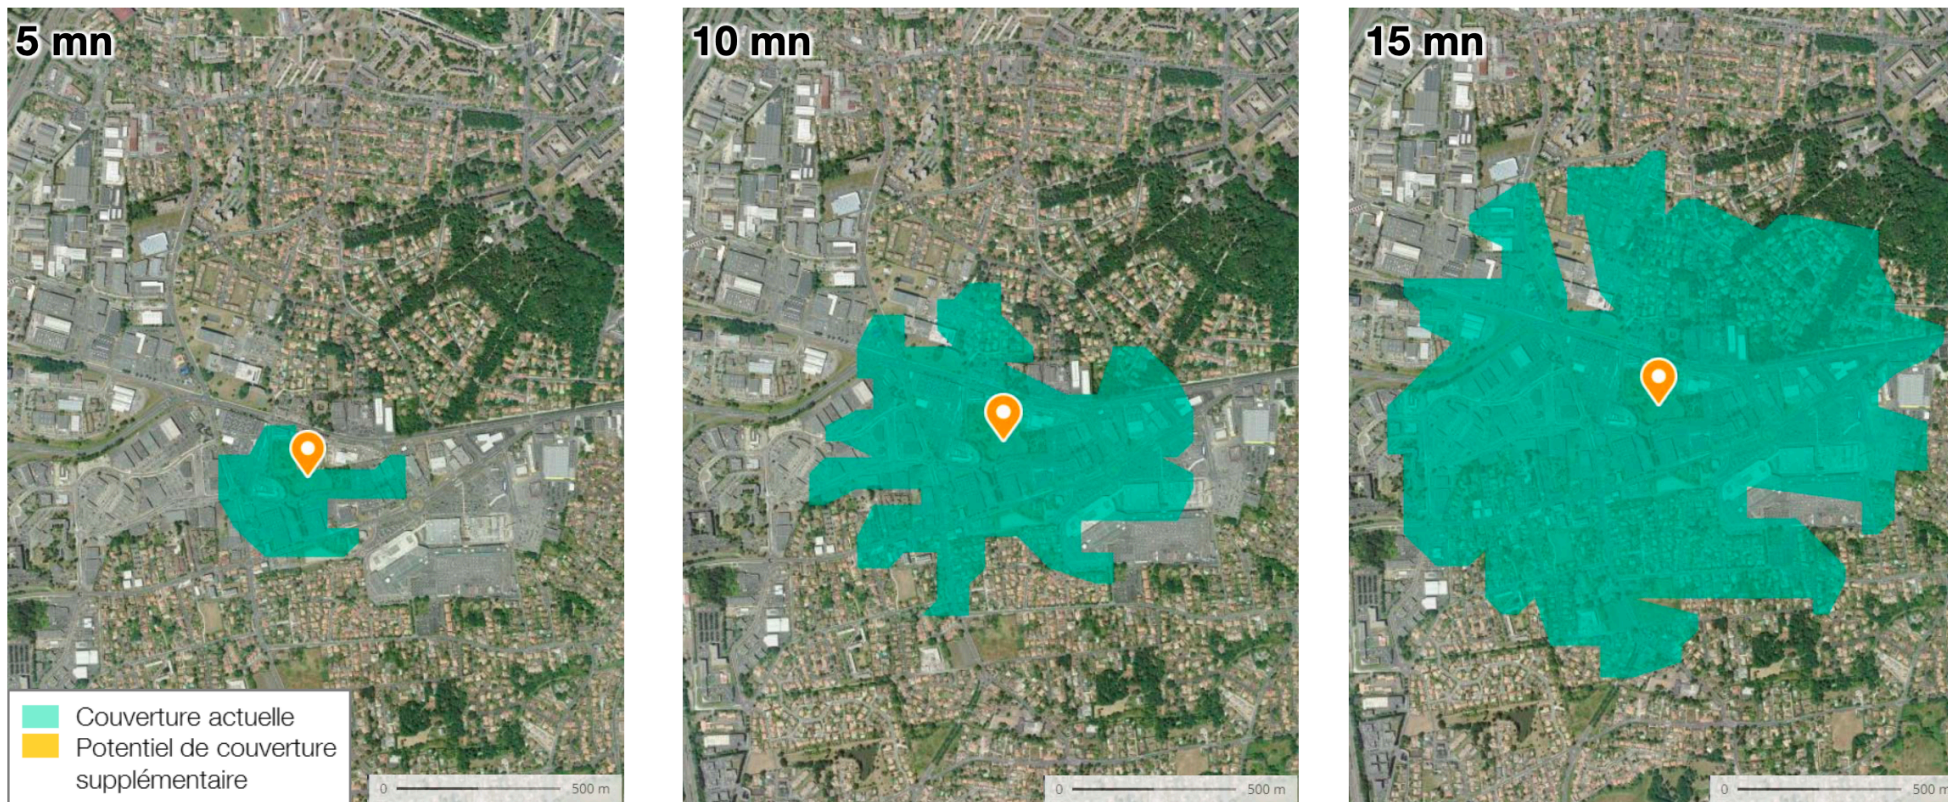 5 mn
10 mn
15 mn
Couverture actuelle
Potentiel de couverture
supplémentaire
0 500 m
0 500 m
0 500 m